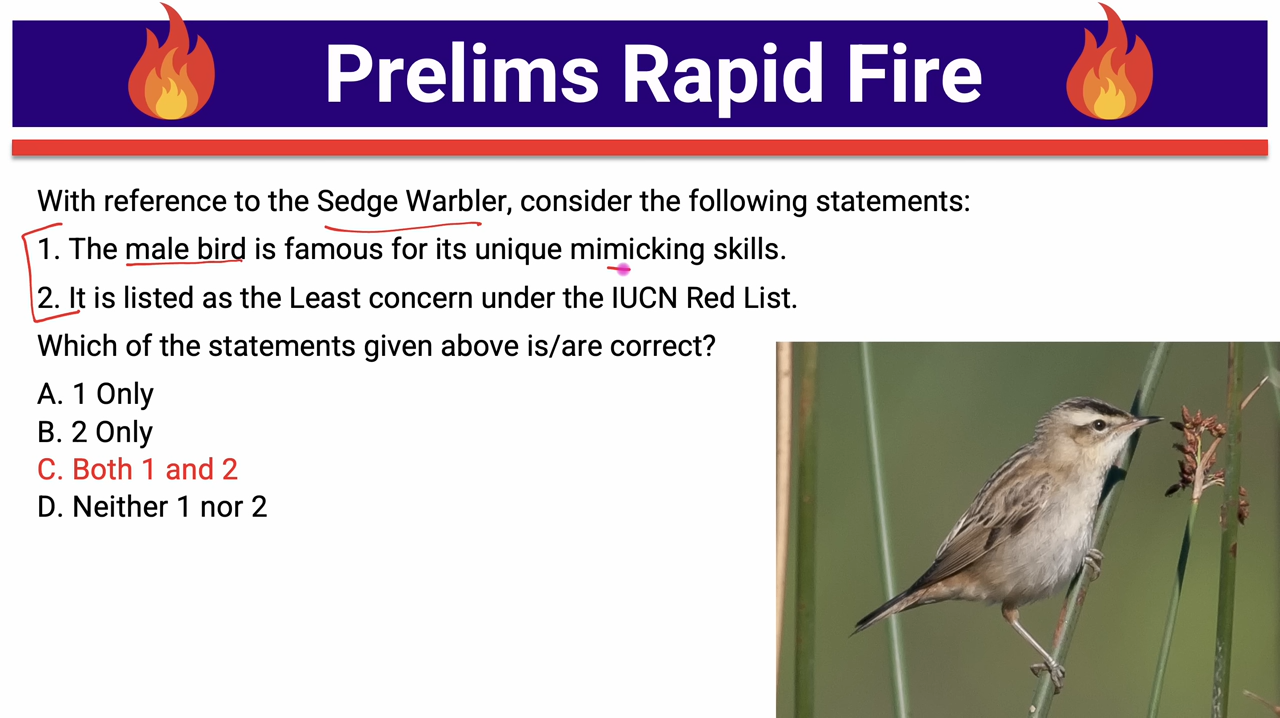 Prelims Rapid Fire
With reference to the Sedge Warbler, consider the following statements:
1. The male bird is famous for its unique mimicking skills.
2. It is listed as the Least concern under the IUCN Red List.
Which of the statements given above is/are correct?
A. 1 Only
B. 2 Only
C. Both 1 and 2
D. Neither 1 nor 2